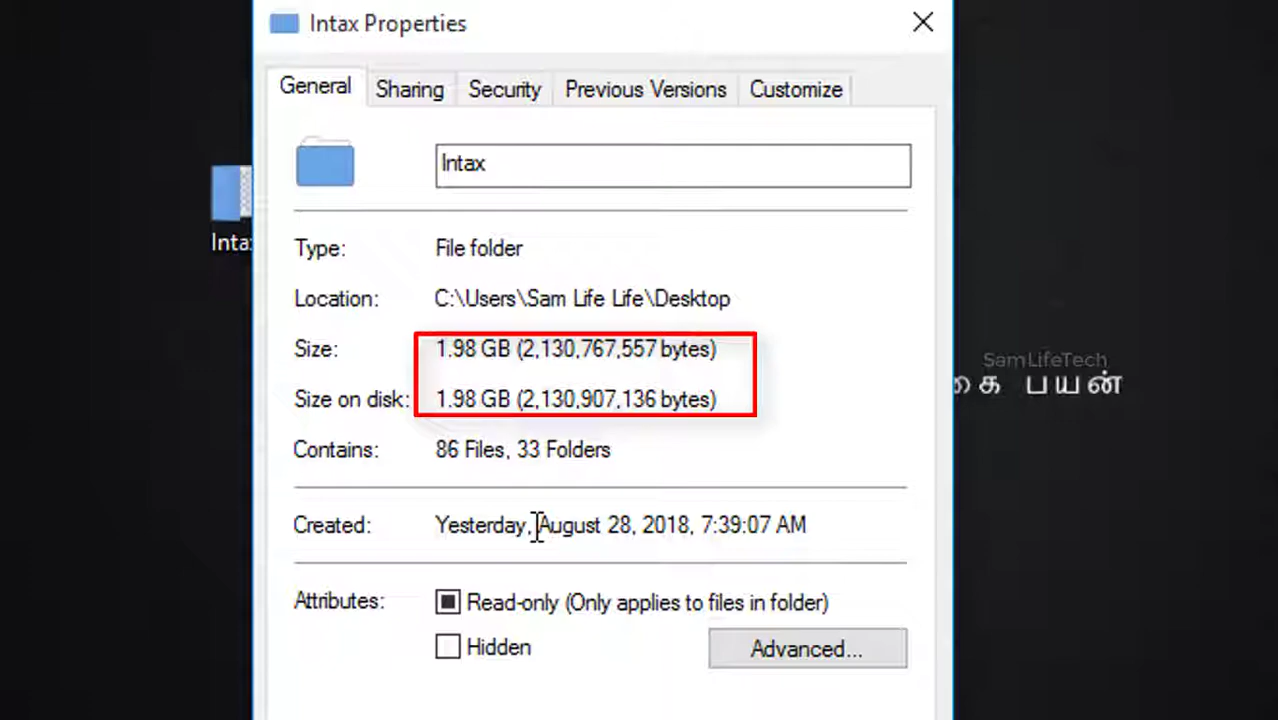 Intax Properties
General Sharing Security Previous Versions Customize
Intax
Type: File folder
Location: C:\Users\Sam Life Life\Desktop
Size: 1.98 GB (2,130,767,557 bytes)
Size on disk: 1.98 GB (2,130,907,136 bytes)
Contains: 86 Files, 33 Folders
Created: Yesterday, August 28, 2018, 7:39:07 AM
Attributes: Read-only (Only applies to files in folder)
Hidden Advanced...
SamLifeTech
பயன்